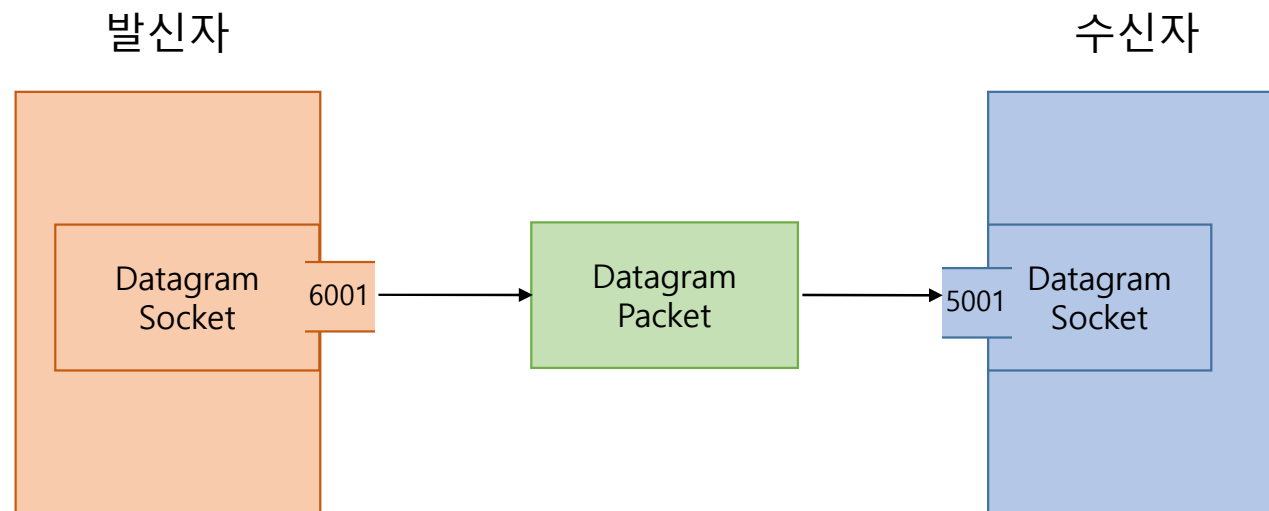 발신자
수신자
Datagram
Socket
6001
Datagram
Packet
5001
Datagram
Socket